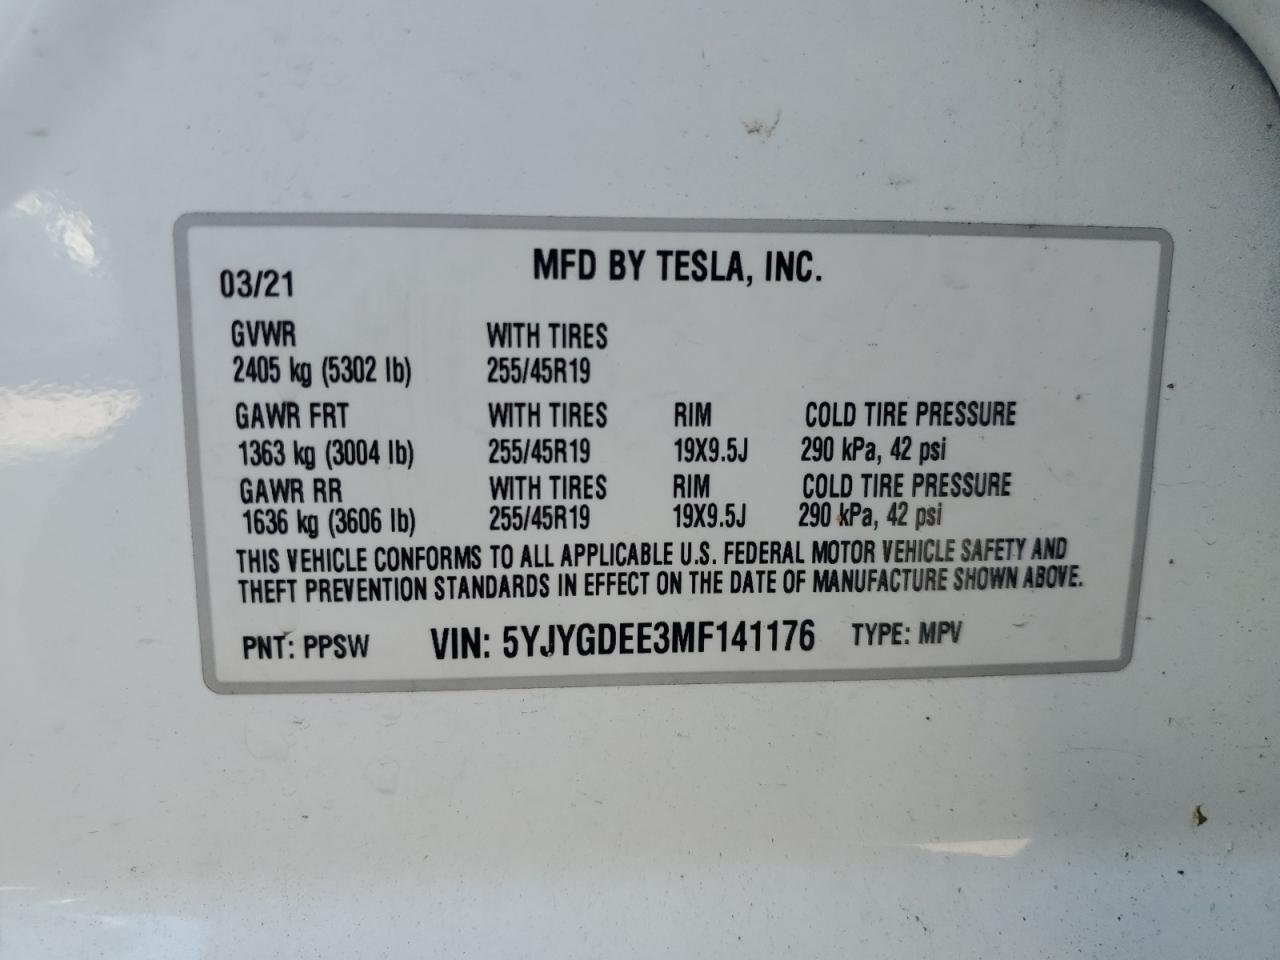 MFD BY TESLA, INC.
03/21
GVWR WITH TIRES
2405 kg (5302 lb) 255/45R19
GAWR FRT WITH TIRES RIM COLD TIRE PRESSURE
1363 kg (3004 lb) 255/45R19 19X9.5J 290 kPa, 42 psi
GAWR RR WITH TIRES RIM COLD TIRE PRESSURE
1636 kg (3606 lb) 255/45R19 19X9.5J 290 kPa, 42 psi
THIS VEHICLE CONFORMS TO ALL APPLICABLE U.S. FEDERAL MOTOR VEHICLE SAFETY AND
THEFT PREVENTION STANDARDS IN EFFECT ON THE DATE OF MANUFACTURE SHOWN ABOVE.
PNT: PPSW VIN: 5YJYGDEE3MF141176 TYPE: MPV